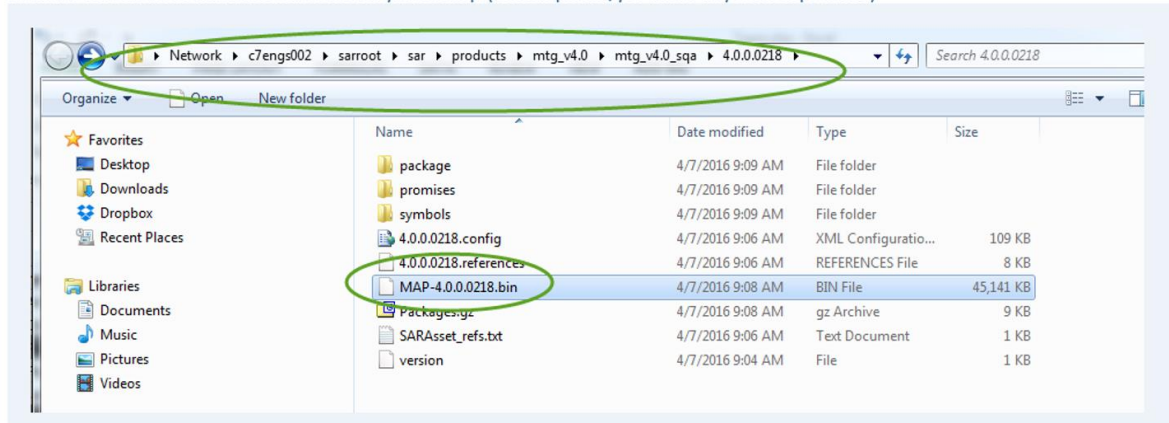 Network ▸ c7engs002 ▸ sarroot ▸ sar ▸ products ▸ mtg_v4.0 ▸ mtg_v4.0_sqa ▸ 4.0.0.0218 ▸ Search 4.0.0.0218
Organize Open New folder
Name Date modified Type Size
Favorites
Desktop
Downloads
Dropbox
Recent Places
Libraries
Documents
Music
Pictures
Videos
package 4/7/2016 9:09 AM File folder
promises 4/7/2016 9:09 AM File folder
symbols 4/7/2016 9:09 AM File folder
4.0.0.0218.config 4/7/2016 9:06 AM XML Configuratio... 109 KB
4.0.0.0218.references 4/7/2016 9:06 AM REFERENCES File 8 KB
MAP-4.0.0.0218.bin 4/7/2016 9:08 AM BIN File 45,141 KB
Packages.gz 4/7/2016 9:08 AM gz Archive 9 KB
SARAsset_refs.txt 4/7/2016 9:06 AM Text Document 1 KB
version 4/7/2016 9:04 AM File 1 KB